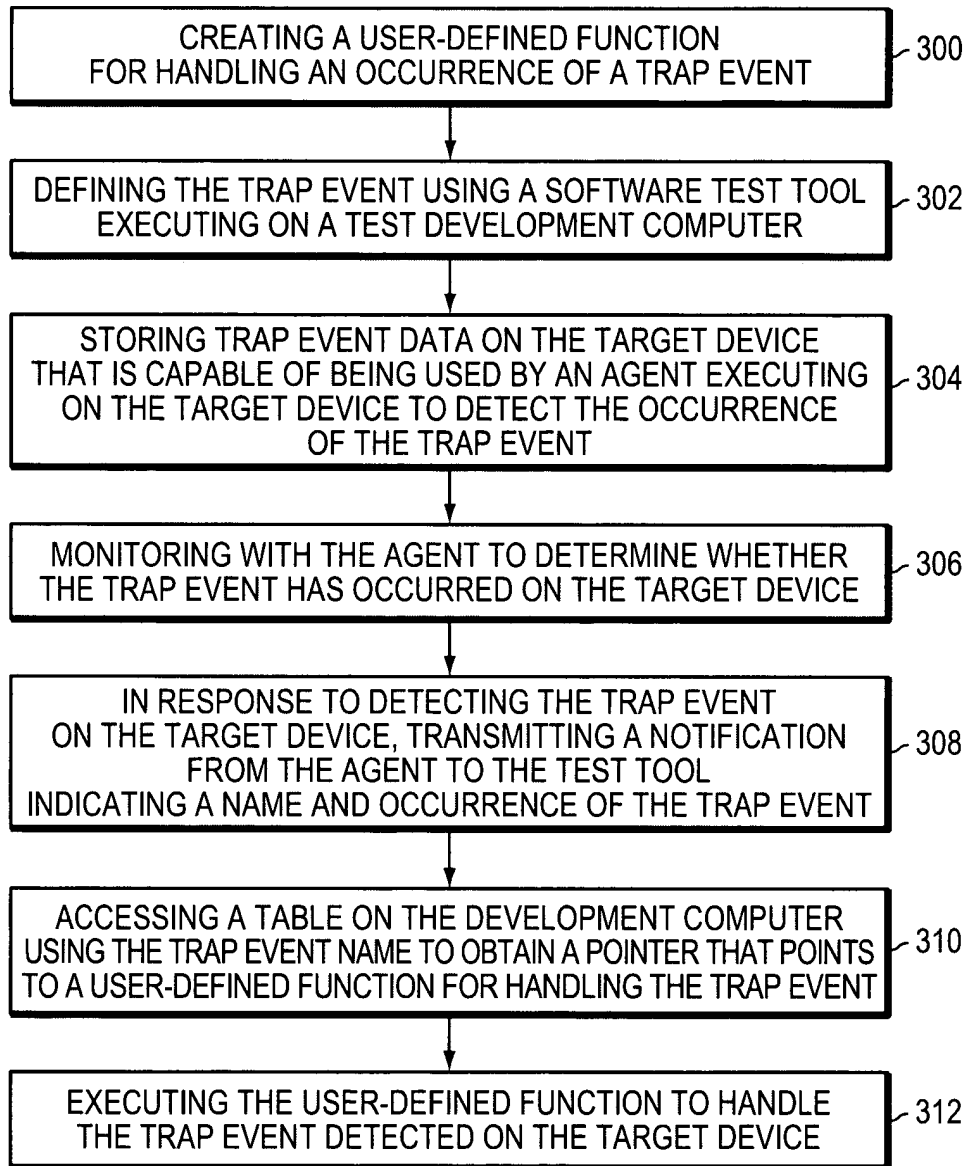 CREATING A USER-DEFINED FUNCTION
FOR HANDLING AN OCCURRENCE OF A TRAP EVENT
300
DEFINING THE TRAP EVENT USING A SOFTWARE TEST TOOL
EXECUTING ON A TEST DEVELOPMENT COMPUTER
302
STORING TRAP EVENT DATA ON THE TARGET DEVICE
THAT IS CAPABLE OF BEING USED BY AN AGENT EXECUTING
ON THE TARGET DEVICE TO DETECT THE OCCURRENCE
OF THE TRAP EVENT
304
MONITORING WITH THE AGENT TO DETERMINE WHETHER
THE TRAP EVENT HAS OCCURRED ON THE TARGET DEVICE
306
IN RESPONSE TO DETECTING THE TRAP EVENT
ON THE TARGET DEVICE, TRANSMITTING A NOTIFICATION
FROM THE AGENT TO THE TEST TOOL
INDICATING A NAME AND OCCURRENCE OF THE TRAP EVENT
308
ACCESSING A TABLE ON THE DEVELOPMENT COMPUTER
USING THE TRAP EVENT NAME TO OBTAIN A POINTER THAT POINTS
TO A USER-DEFINED FUNCTION FOR HANDLING THE TRAP EVENT
310
EXECUTING THE USER-DEFINED FUNCTION TO HANDLE
THE TRAP EVENT DETECTED ON THE TARGET DEVICE
312